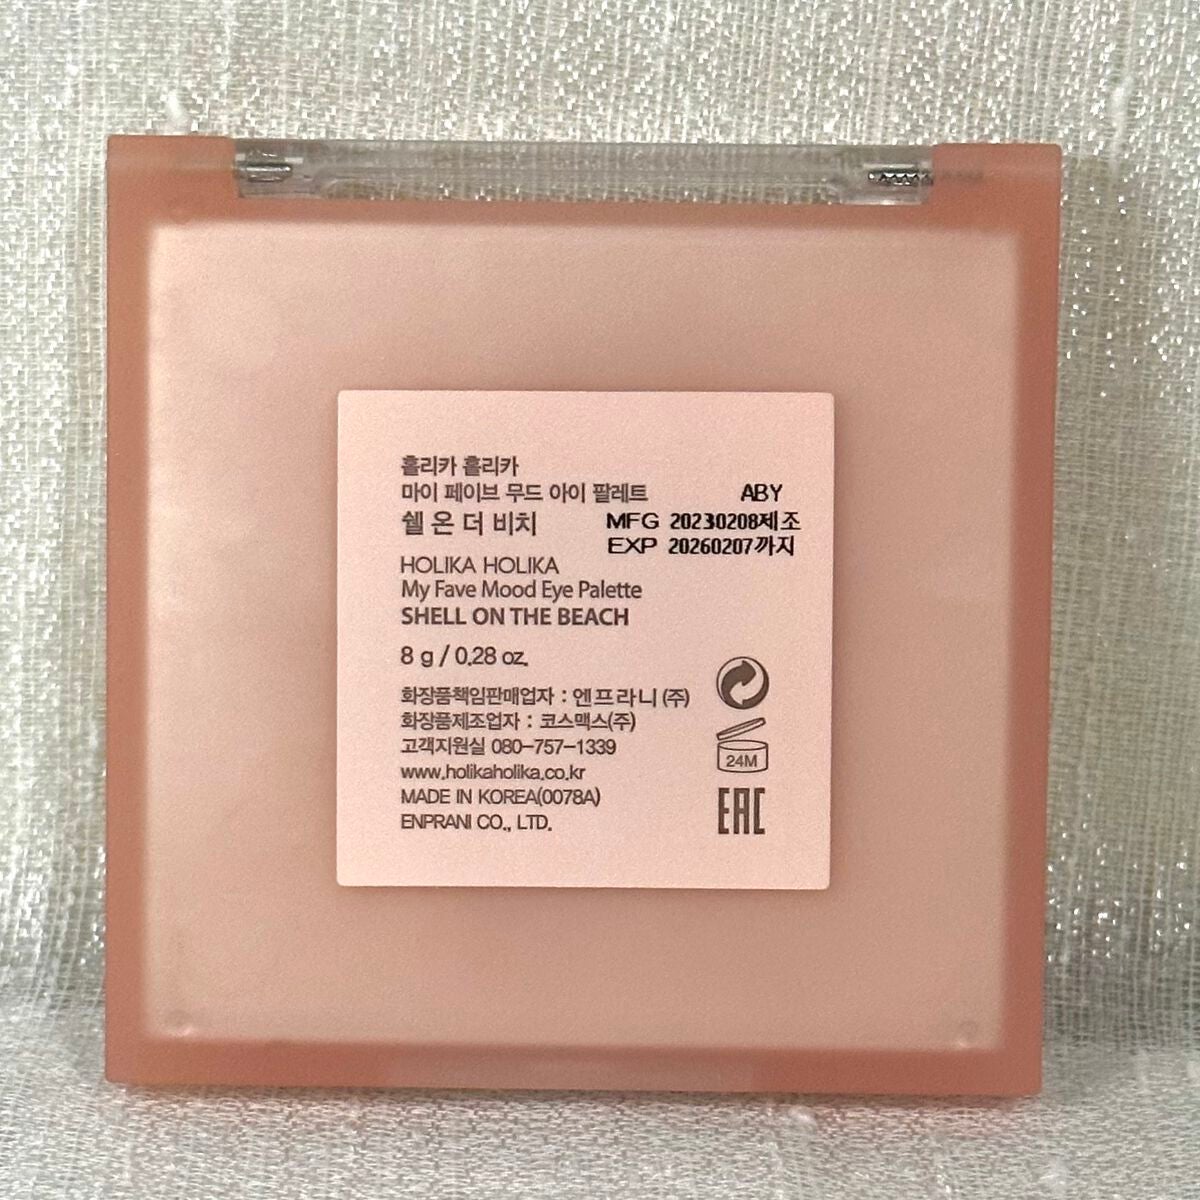 홀리카 홀리카
마이 페이브 무드 아이 팔레트
쉘 온 더 비치
ABY
MFG 20230208제조
EXP 20260207까지
HOLIKA HOLIKA
My Fave Mood Eye Palette
SHELL ON THE BEACH
8 g / 0.28 oz.
화장품책임판매업자 : 엔프라니 (주)
화장품제조업자 : 코스맥스(주)
고객지원실 080-757-1339
www.holikaholika.co.kr
MADE IN KOREA(0078A)
ENPRANI CO., LTD.
24M
EAC